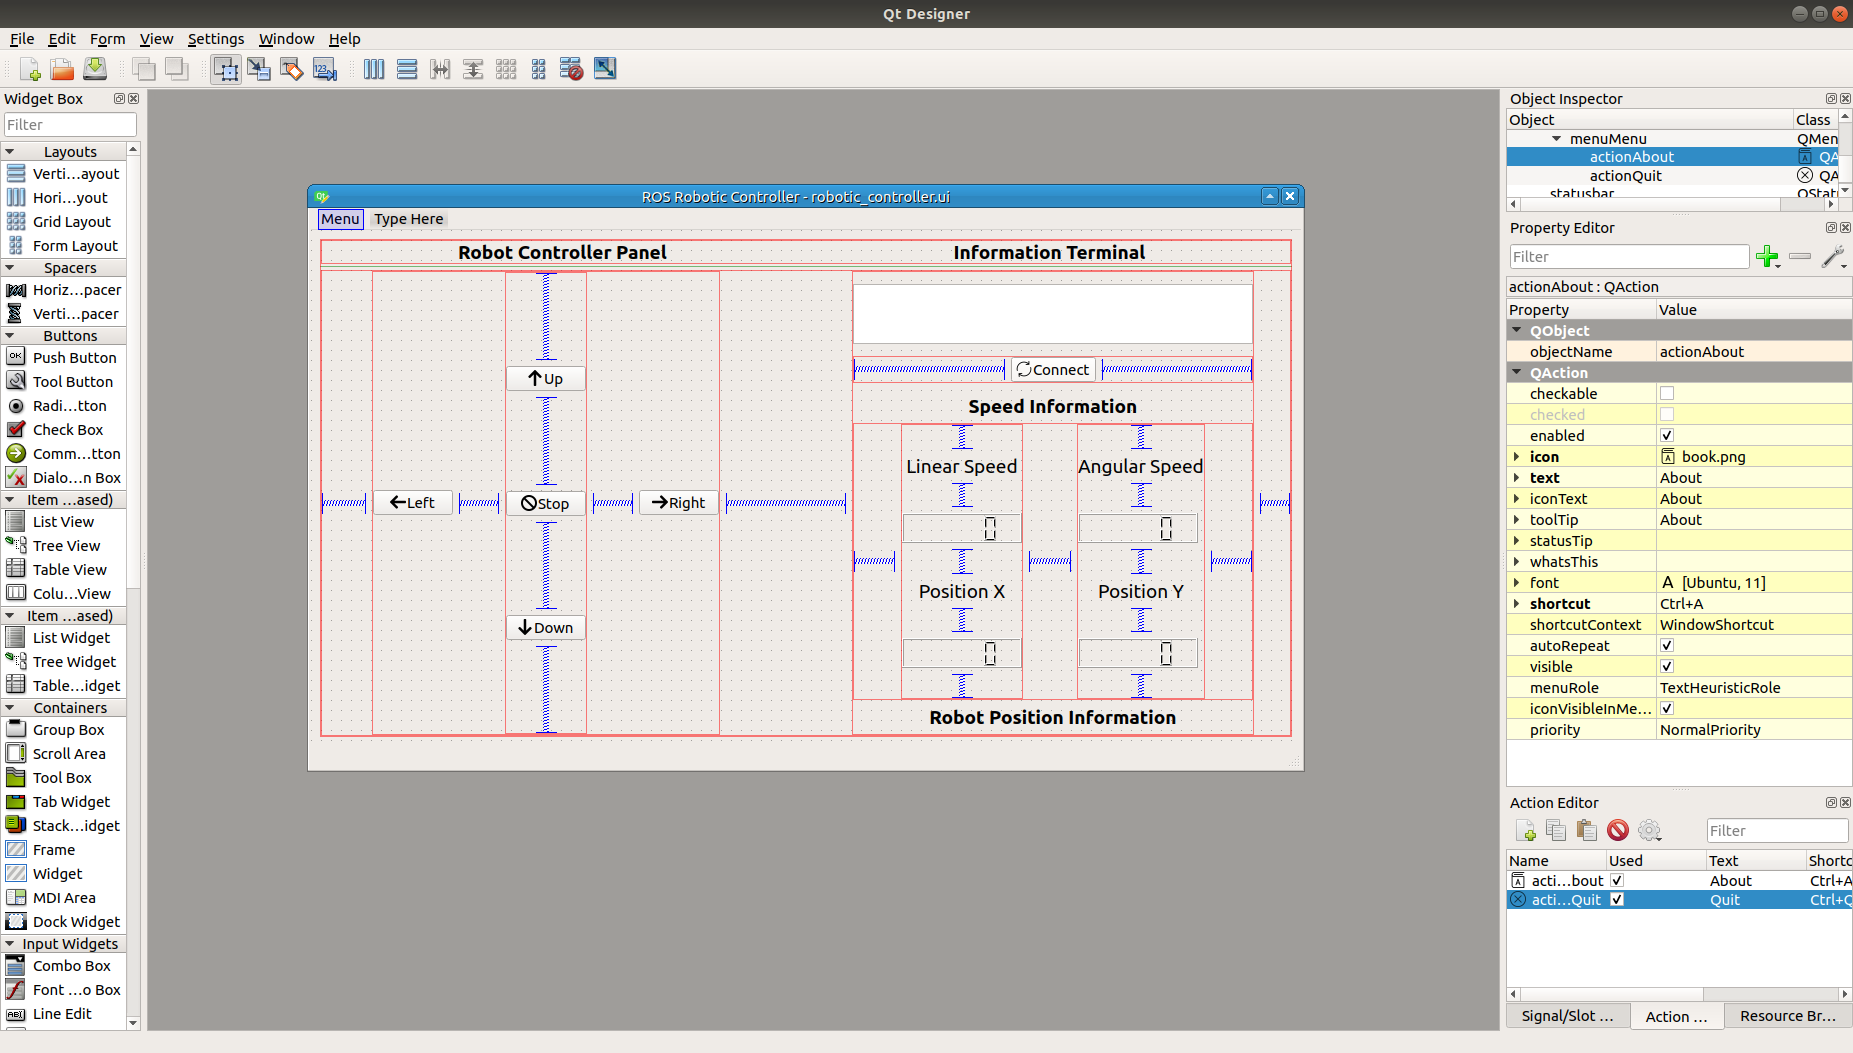 Qt Designer
File Edit Form View Settings Window Help
Widget Box
Filter
Layouts
Verti...ayout
Hori...yout
Grid Layout
Form Layout
Spacers
Horiz...pacer
Verti...pacer
Buttons
Push Button
Tool Button
Radi...tton
Check Box
Comm...tton
Dialo...n Box
Item ...ased)
List View
Tree View
Table View
Colu...View
Item ...ased)
List Widget
Tree Widget
Table...idget
Containers
Group Box
Scroll Area
Tool Box
Tab Widget
Stack...idget
Frame
Widget
MDI Area
Dock Widget
Input Widgets
Combo Box
Font ...o Box
Line Edit
ROS Robotic Controller - robotic_controller.ui
Menu Type Here
Robot Controller Panel
Information Terminal
Up
Left
Stop
Right
Down
Connect
Speed Information
Linear Speed Angular Speed
0 0
Position X Position Y
0 0
Robot Position Information
Object Inspector
Object Class
menuMenu QMen
actionAbout QA
actionQuit QA
statusbar QStat
Property Editor
Filter
actionAbout : QAction
Property Value
QObject
objectName actionAbout
QAction
checkable
checked
enabled
icon book.png
text About
iconText About
toolTip About
statusTip
whatsThis
font A [Ubuntu, 11]
shortcut Ctrl+A
shortcutContext WindowShortcut
autoRepeat
visible
menuRole TextHeuristicRole
iconVisibleInMe...
priority NormalPriority
Action Editor
Filter
Name Used Text Shortc
acti...bout About Ctrl+A
acti...Quit Quit Ctrl+Q
Signal/Slot ... Action ... Resource Br...